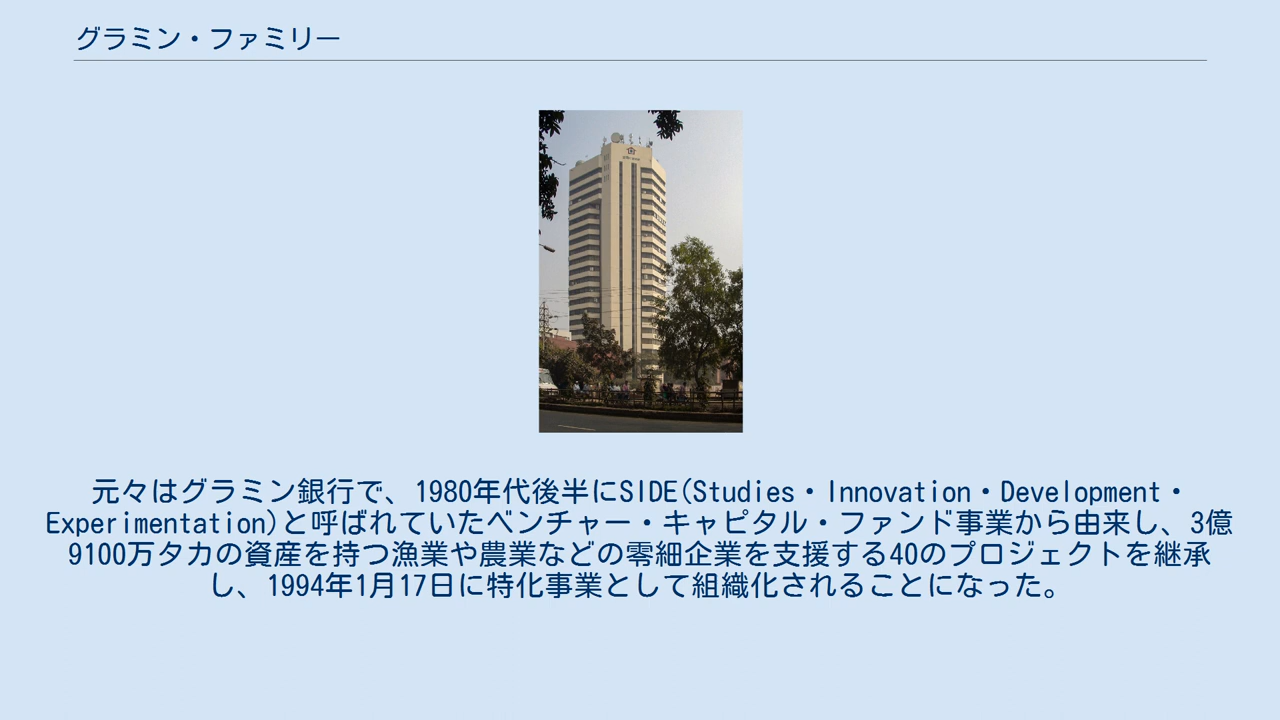 グラミン・ファミリー
元々はグラミン銀行で、1980年代後半にSIDE(Studies・Innovation・Development・
Experimentation)と呼ばれていたベンチャー・キャピタル・ファンド事業から由来し、3億
9100万タカの資産を持つ漁業や農業などの零細企業を支援する40のプロジェクトを継承
し、1994年1月17日に特化事業として組織化されることになった。